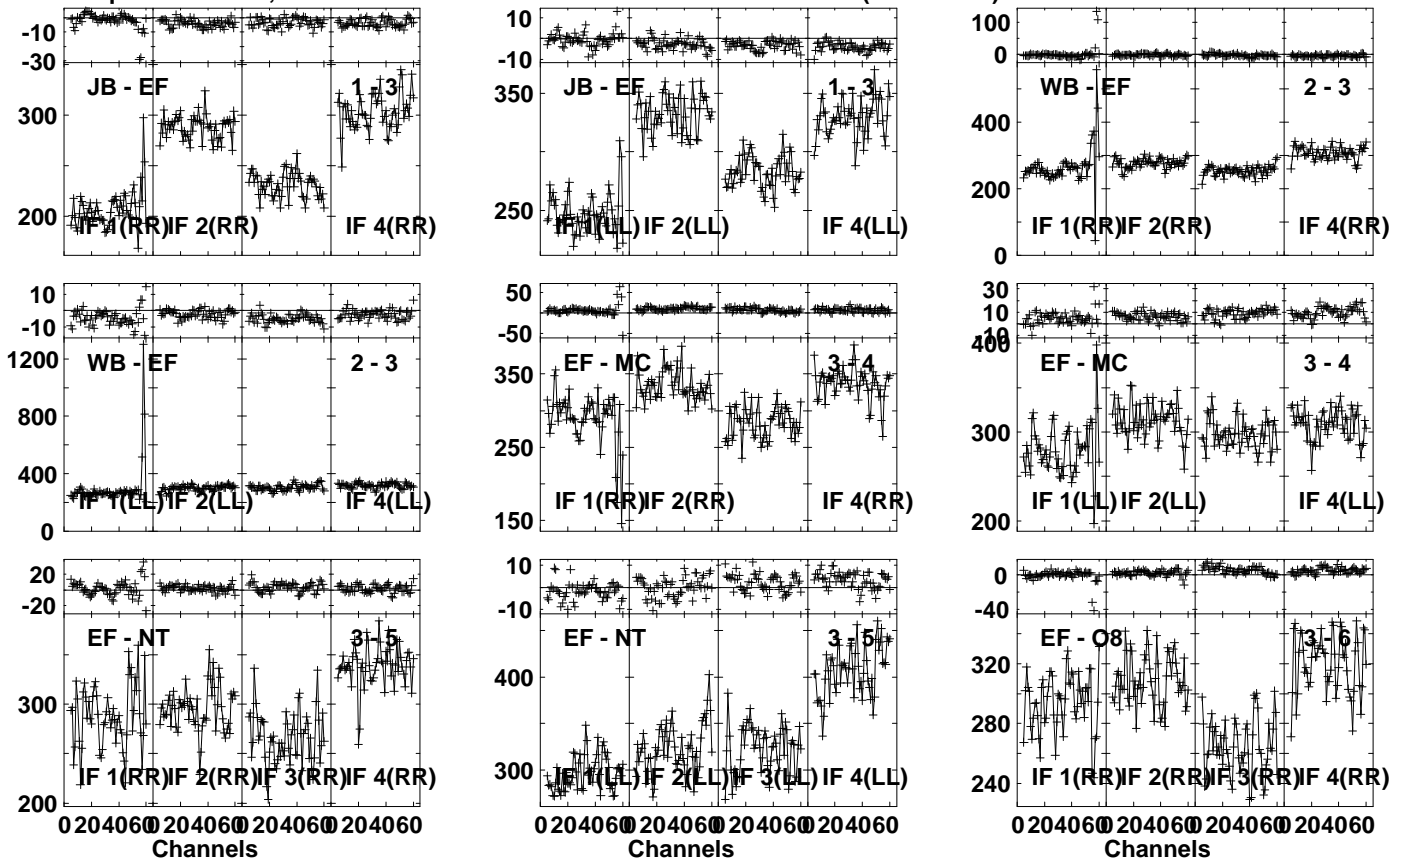 10
-10
-30
JB - EF
1 - 3
300
200
IF 1(RR)
IF 2(RR)
IF 4(RR)
10
-10
JB - EF
1 - 3
350
250
IF 1(LL)
IF 2(LL)
IF 4(LL)
100
0
WB - EF
2 - 3
400
200
0
IF 1(RR)
IF 2(RR)
IF 4(RR)
10
-10
WB - EF
2 - 3
1200
800
400
0
IF 1(LL)
IF 2(LL)
IF 4(LL)
50
-50
EF - MC
3 - 4
350
250
150
IF 1(RR)
IF 2(RR)
IF 4(RR)
30
10
10
EF - MC
3 - 4
400
300
200
IF 1(LL)
IF 2(LL)
IF 4(LL)
20
-20
EF - NT
3 - 5
300
200
IF 1(RR)
IF 2(RR)
IF 3(RR)
IF 4(RR)
0 204060 0 204060 0 204060 0 204060
Channels
10
-10
EF - NT
3 - 5
400
300
IF 1(LL)
IF 2(LL)
IF 3(LL)
IF 4(LL)
0 204060 0 204060 0 204060 0 204060
Channels
0
-40
EF - O8
3 - 6
320
280
240
IF 1(RR)
IF 2(RR)
IF 3(RR)
IF 4(RR)
0 204060 0 204060 0 204060 0 204060
Channels